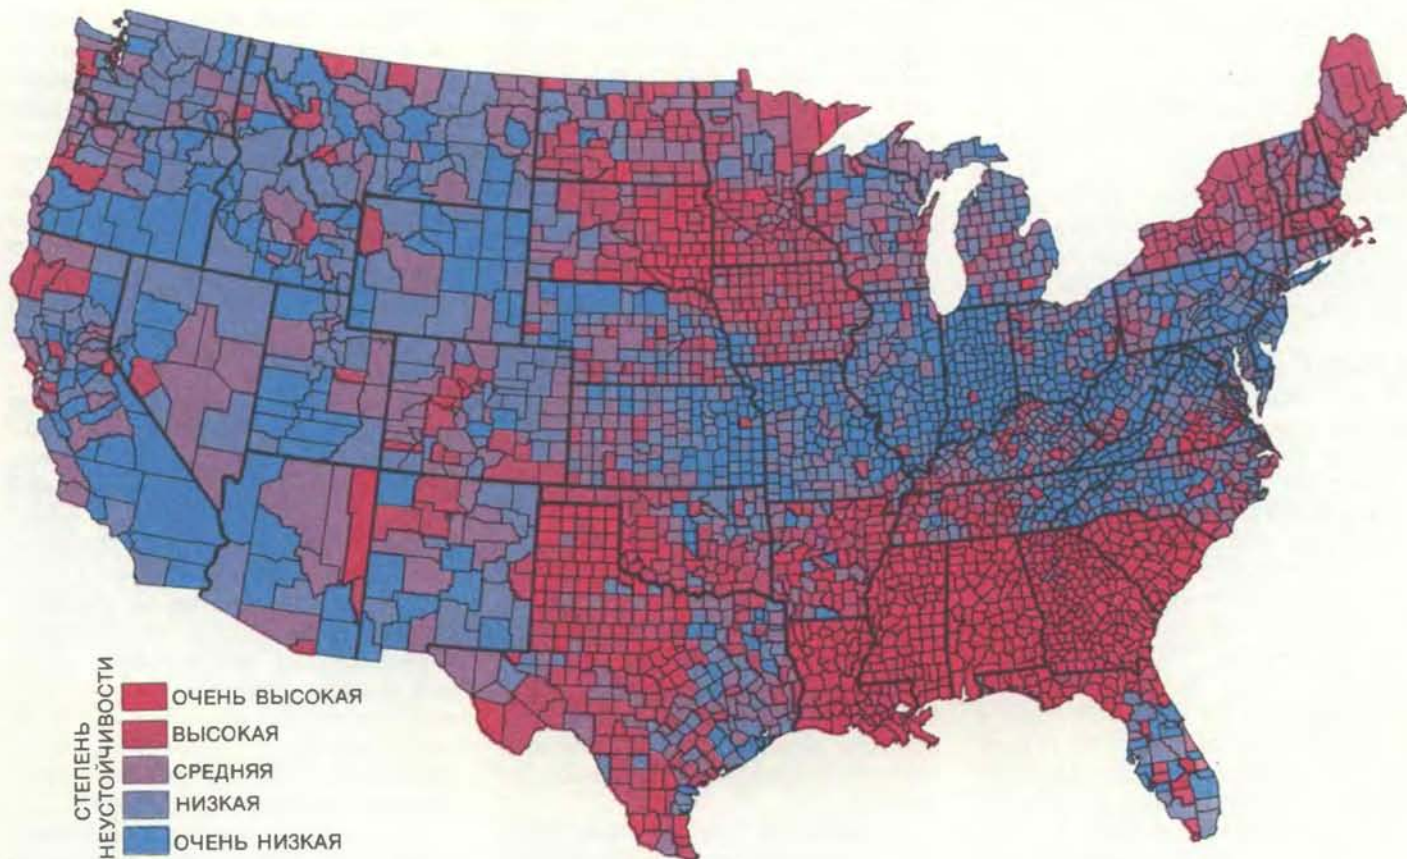 СТЕПЕНЬ
НЕУСТОЙЧИВОСТИ
ОЧЕНЬ ВЫСОКАЯ
ВЫСОКАЯ
СРЕДНЯЯ
НИЗКАЯ
ОЧЕНЬ НИЗКАЯ